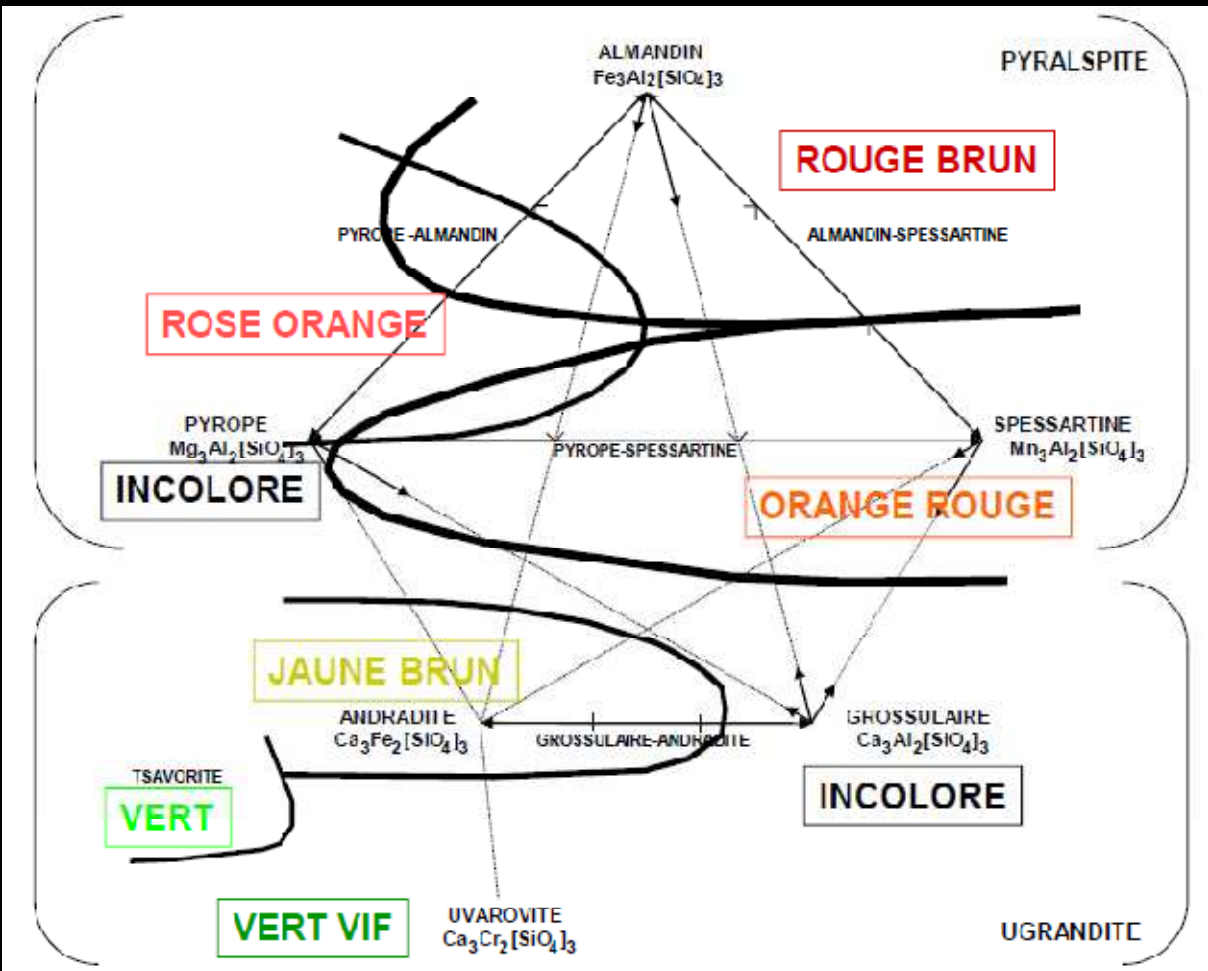 ALMANDIN
Fe₃Al₂[SiO₄]₃
PYRALSPITE
ROUGE BRUN
PYROPE-ALMANDIN
ALMANDIN-SPESSARTINE
ROSE ORANGE
PYROPE
Mg₃Al₂[SiO₄]₃
SPESSARTINE
Mn₃Al₂[SiO₄]₃
PYROPE-SPESSARTINE
INCOLORE
ORANGE ROUGE
JAUNE BRUN
ANDRADITE
Ca₃Fe₂[SiO₄]₃
GROSSULAIRE-ANDRADITE
GROSSULAIRE
Ca₃Al₂[SiO₄]₃
TSAVORITE
VERT
INCOLORE
VERT VIF
UVAROVITE
Ca₃Cr₂[SiO₄]₃
UGRANDITE